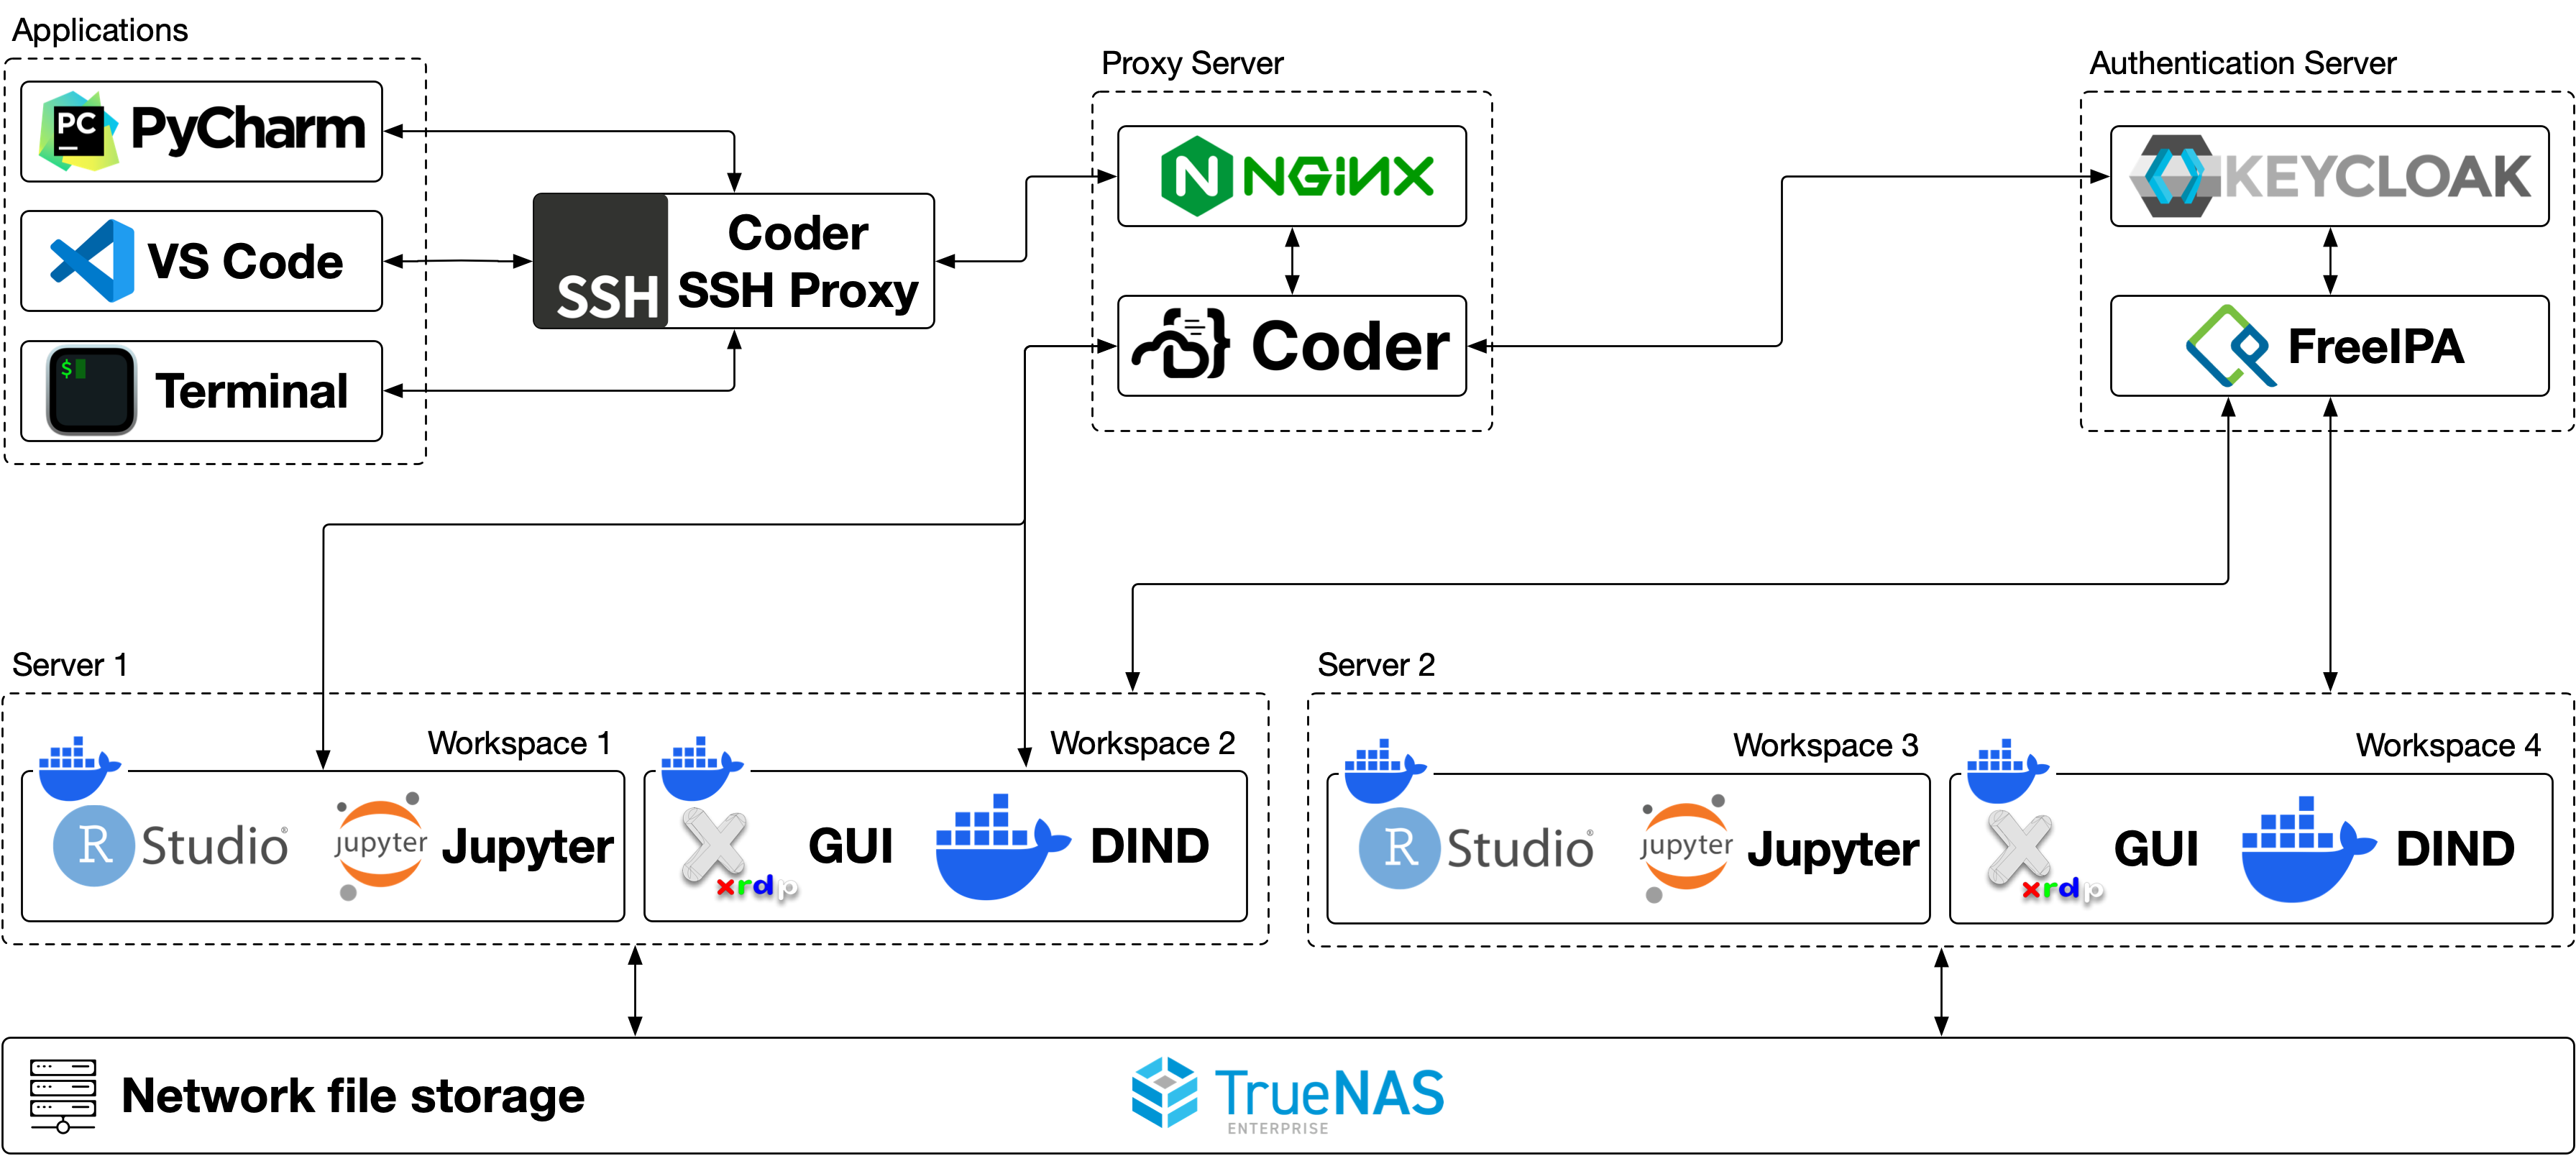 Applications
PC PyCharm
VS Code
$ Terminal
SSH Coder
SSH Proxy
Proxy Server
N NGiNX
Coder
Authentication Server
KEYCLOAK
FreeIPA
Server 1
Workspace 1
R Studio®
jupyter Jupyter
Workspace 2
xrdp GUI
DIND
Server 2
Workspace 3
R Studio®
jupyter Jupyter
Workspace 4
xrdp GUI
DIND
Network file storage
TrueNAS
ENTERPRISE